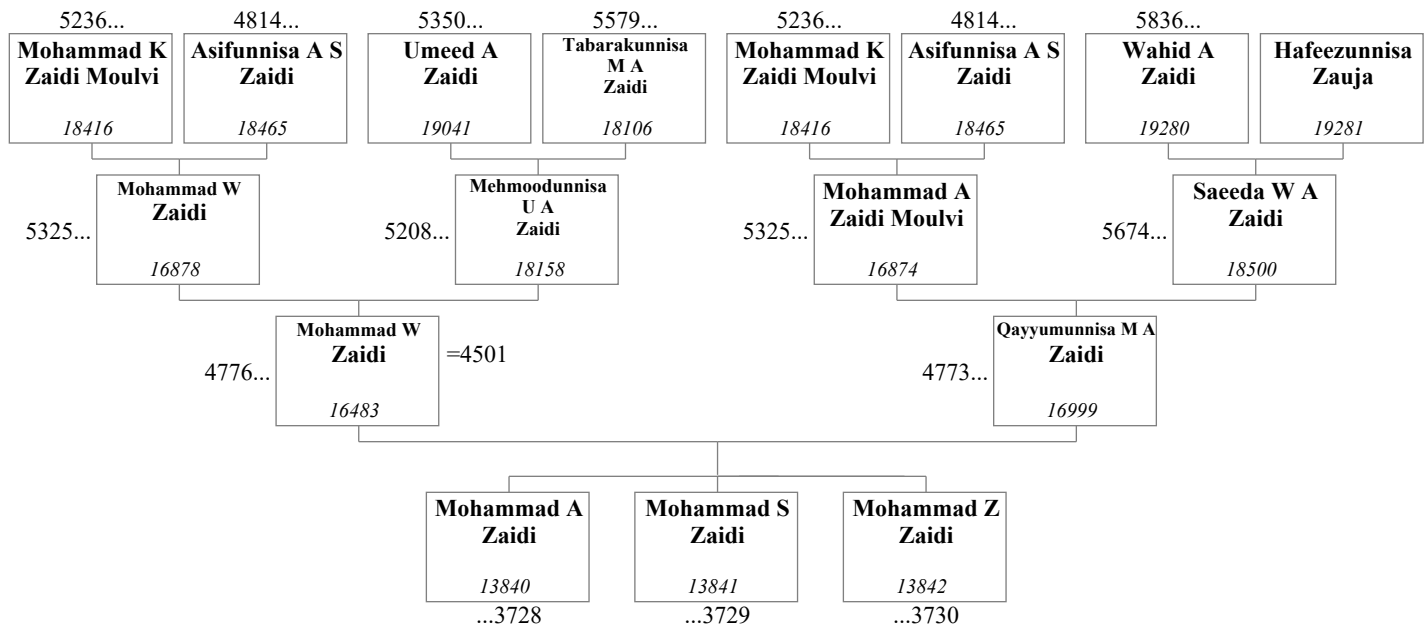 5236... 4814... 5350... 5579... 5236... 4814... 5836...
Mohammad K
Zaidi Moulvi
18416
Asifunnisa A S
Zaidi
18465
Umeed A
Zaidi
19041
Tabarakunnisa
M A
Zaidi
18106
Mohammad K
Zaidi Moulvi
18416
Asifunnisa A S
Zaidi
18465
Wahid A
Zaidi
19280
Hafeezunnisa
Zauja
19281
5325...
Mohammad W
Zaidi
16878
5208...
Mehmoodunnisa
U A
Zaidi
18158
5325...
Mohammad A
Zaidi Moulvi
16874
5674...
Saeeda W A
Zaidi
18500
4776...
Mohammad W
Zaidi
16483
=4501
4773...
Qayyumunnisa M A
Zaidi
16999
Mohammad A
Zaidi
13840
...3728
Mohammad S
Zaidi
13841
...3729
Mohammad Z
Zaidi
13842
...3730